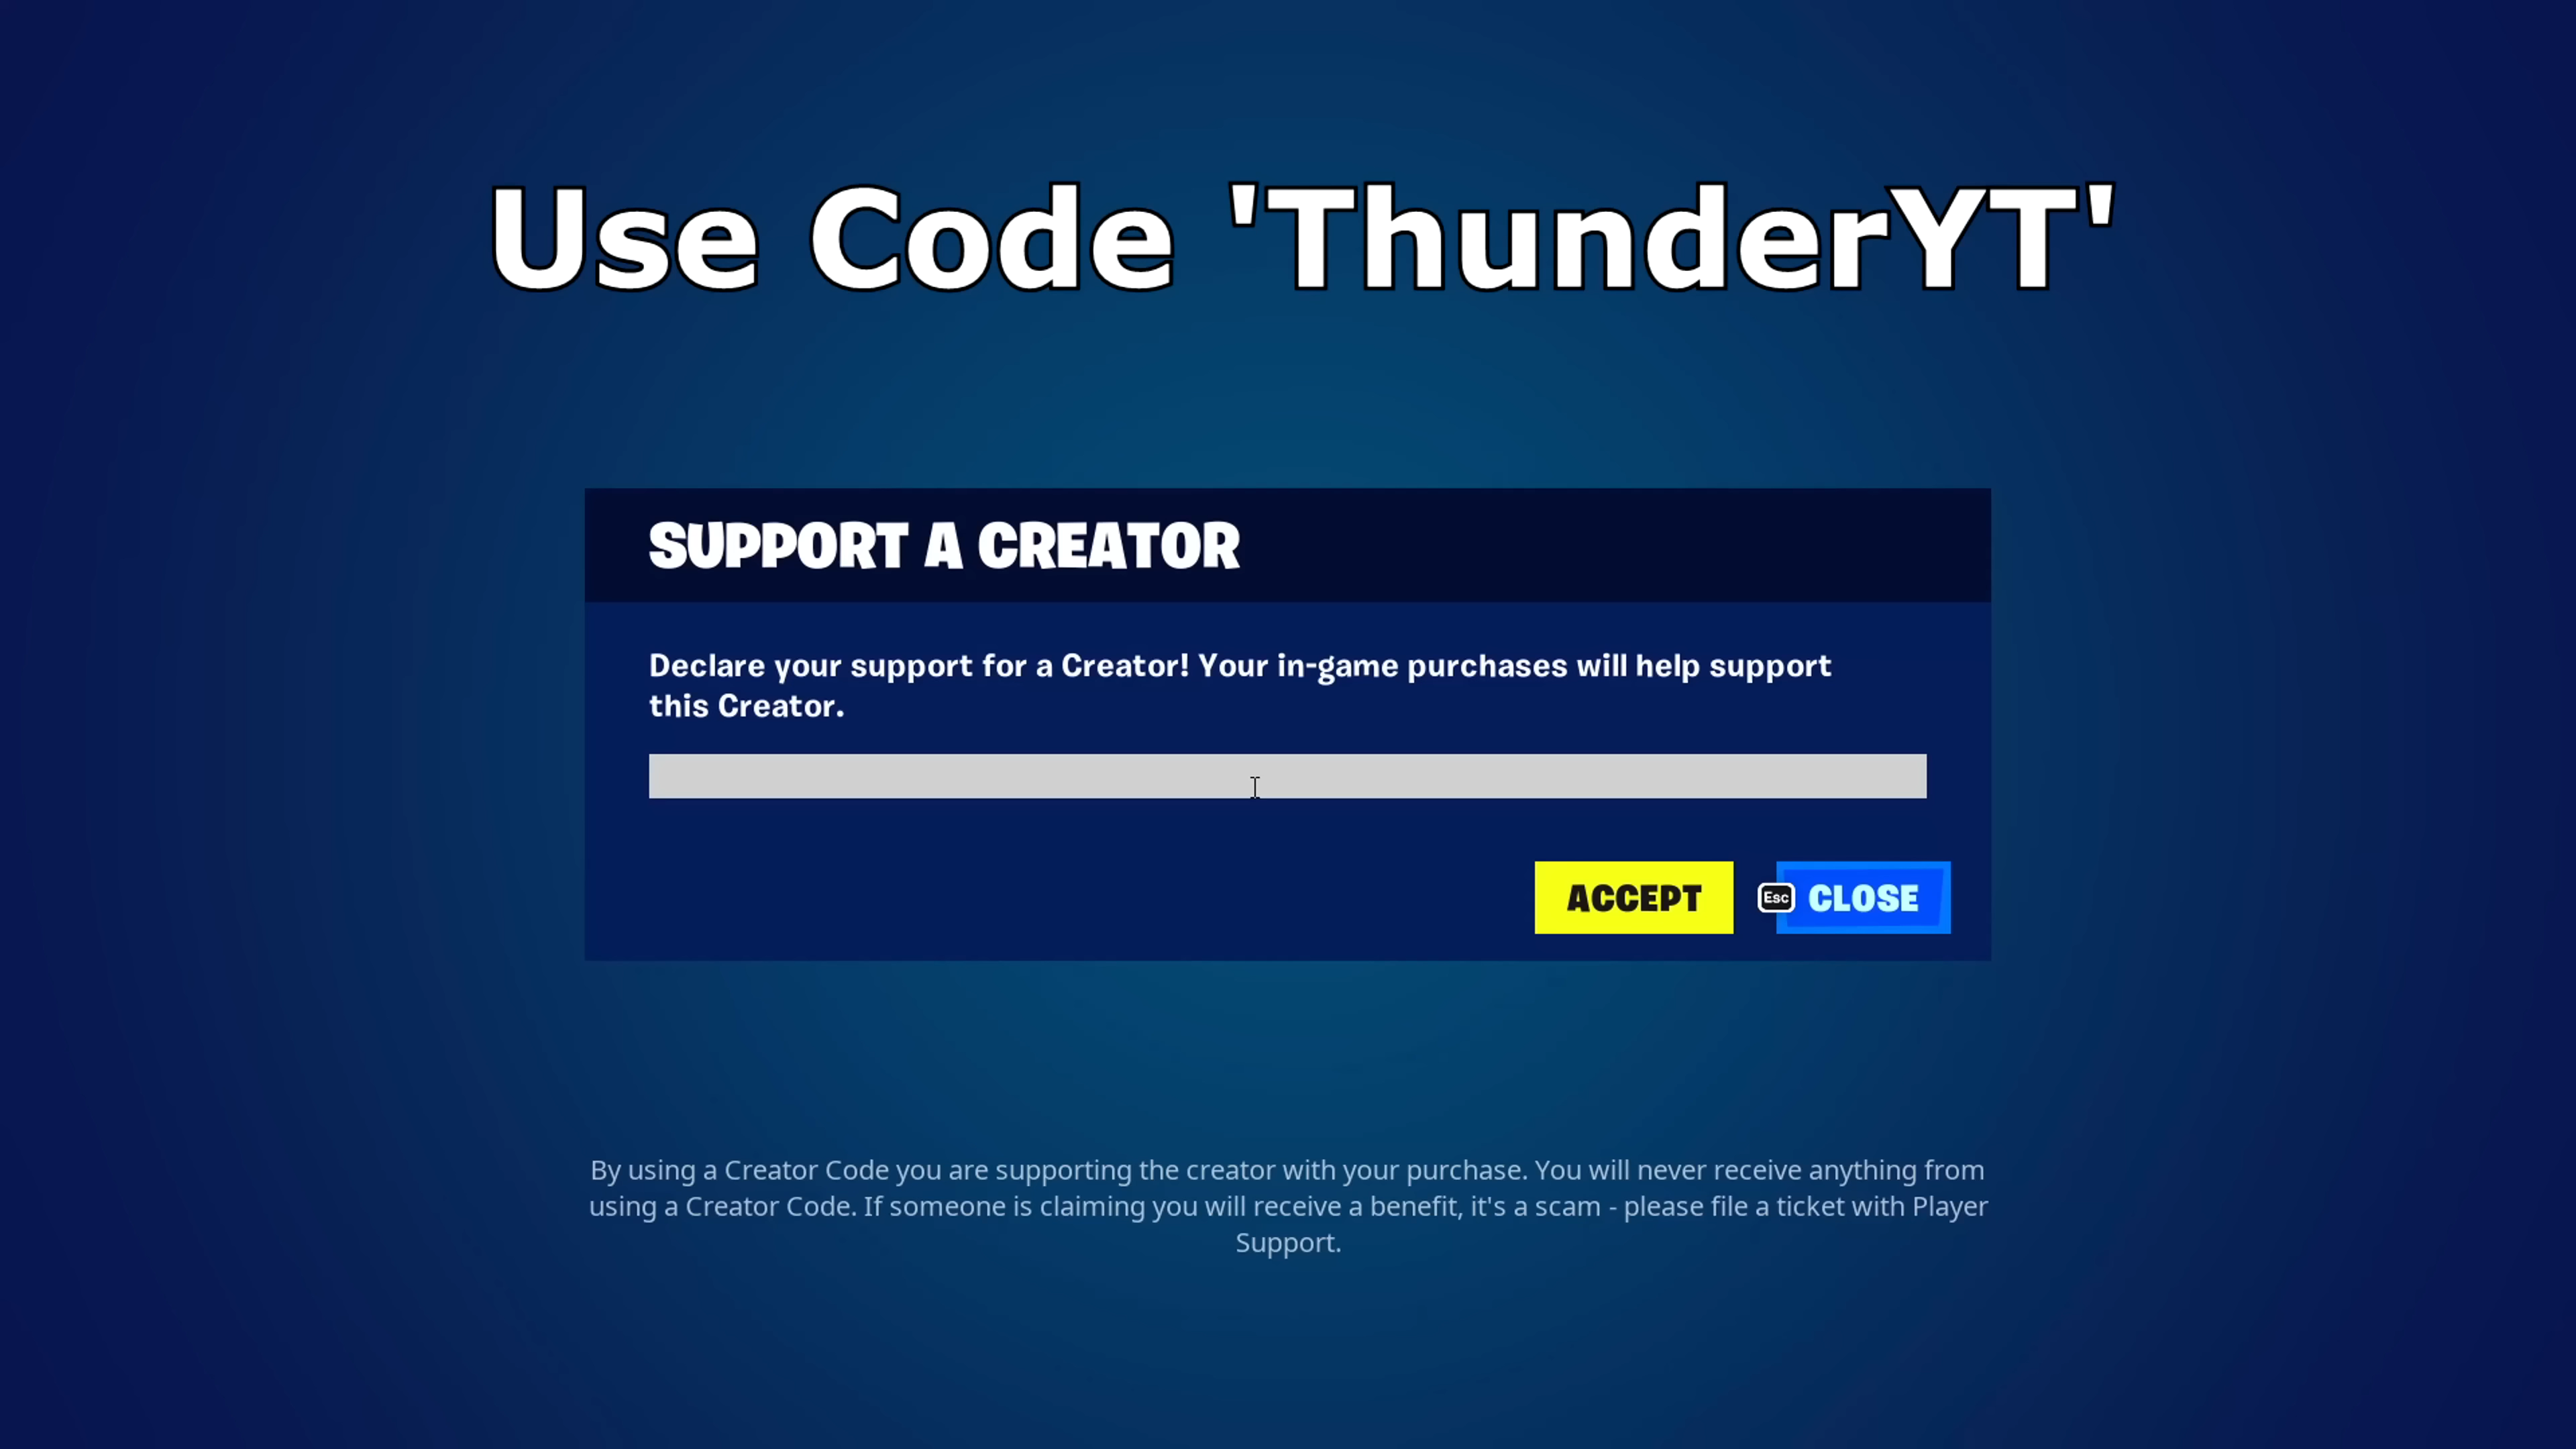 Use Code 'ThunderYT'
SUPPORT A CREATOR
Declare your support for a Creator! Your in-game purchases will help support
this Creator.
ACCEPT
Esc CLOSE
By using a Creator Code you are supporting the creator with your purchase. You will never receive anything from
using a Creator Code. If someone is claiming you will receive a benefit, it's a scam - please file a ticket with Player
Support.